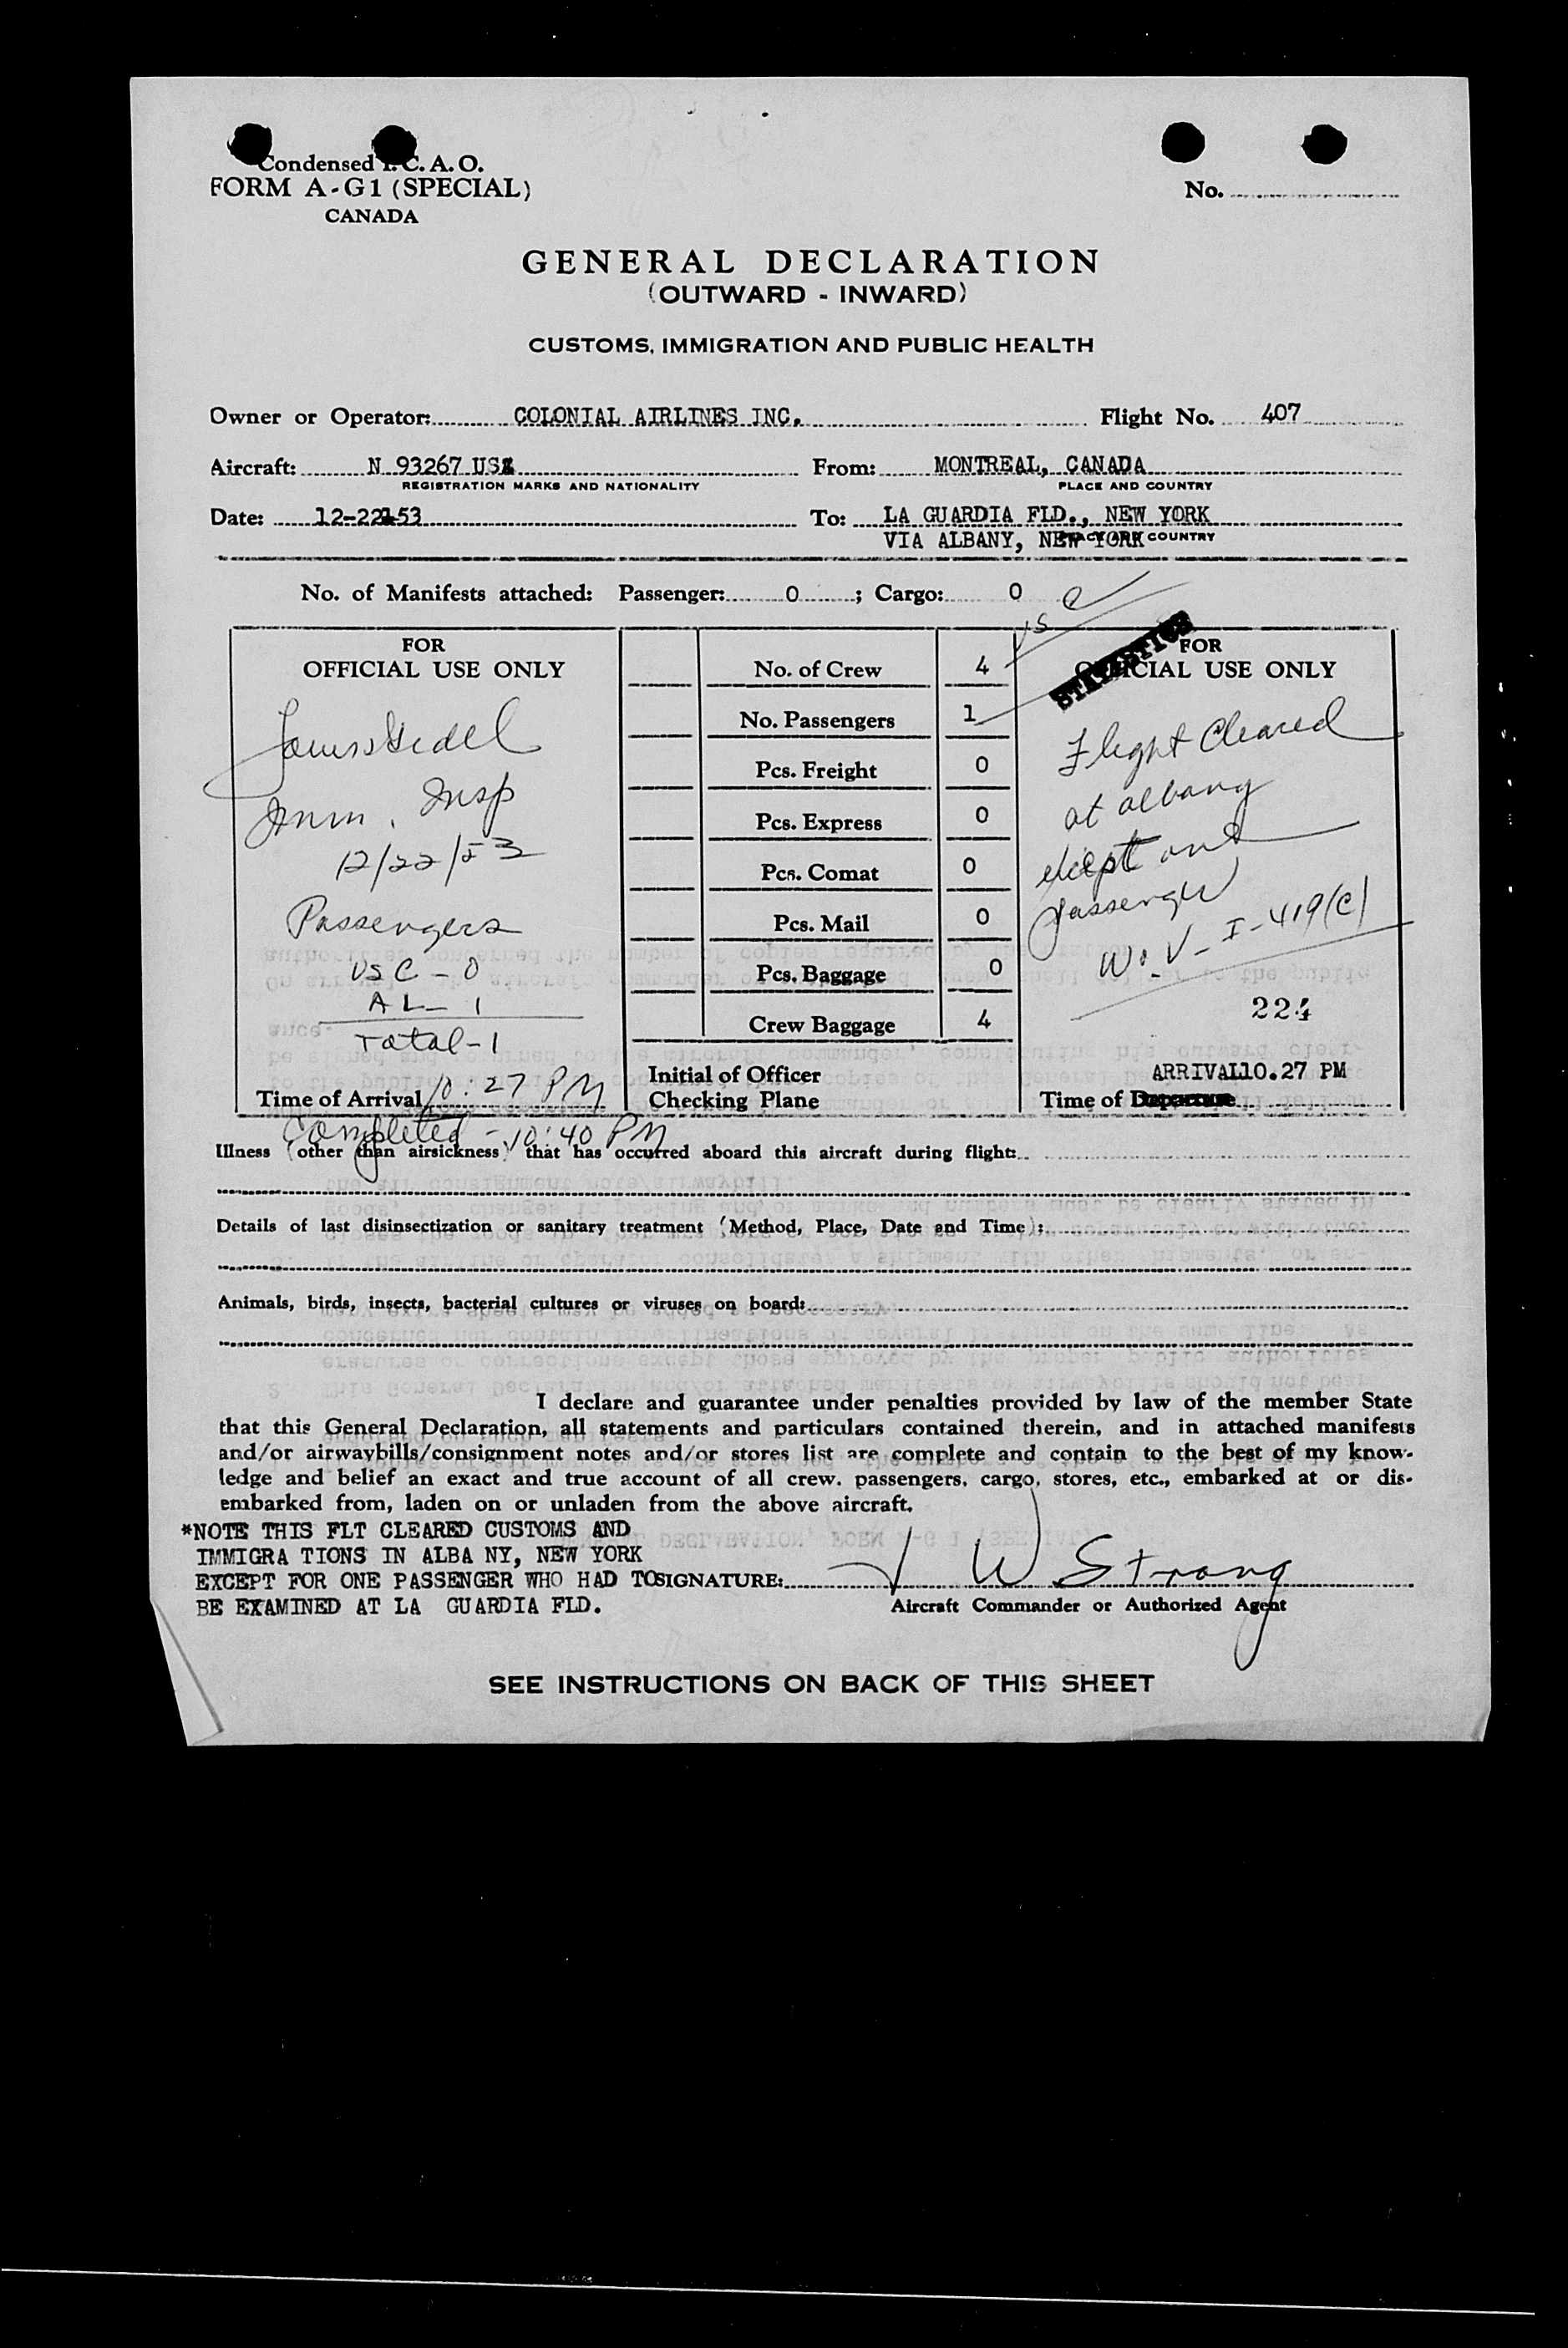 Condensed I.C.A.O.
FORM A-G1 (SPECIAL)
CANADA
No.
GENERAL DECLARATION
(OUTWARD - INWARD)
CUSTOMS, IMMIGRATION AND PUBLIC HEALTH
Owner or Operator: COLONIAL AIRLINES INC. Flight No. 407
Aircraft: N 93267 US From: MONTREAL, CANADA
REGISTRATION MARKS AND NATIONALITY PLACE AND COUNTRY
Date: 12-22-53 To: LA GUARDIA FLD., NEW YORK
VIA ALBANY, NEW YORK COUNTRY
No. of Manifests attached: Passenger: 0 ; Cargo: 0
FOR
OFFICIAL USE ONLY
Imm. Insp
12/22/53
Passengers
USC - 0
AL - 1
Total - 1
Time of Arrival 10:27 PM
Completed - 10:40 PM
No. of Crew 4
No. Passengers 1
Pcs. Freight 0
Pcs. Express 0
Pcs. Comat 0
Pcs. Mail 0
Pcs. Baggage 0
Crew Baggage 4
Initial of Officer
Checking Plane
STATISTICS
FOR
OFFICIAL USE ONLY
Flight Cleared
at albany
except one
passenger
W.V- I-419(c)
224
ARRIVAL10.27 PM
Time of Departure
Illness (other than airsickness) that has occurred aboard this aircraft during flight:
Details of last disinsectization or sanitary treatment (Method, Place, Date and Time):
Animals, birds, insects, bacterial cultures or viruses on board:
I declare and guarantee under penalties provided by law of the member State
that this General Declaration, all statements and particulars contained therein, and in attached manifests
and/or airwaybills/consignment notes and/or stores list are complete and contain to the best of my know-
ledge and belief an exact and true account of all crew, passengers, cargo, stores, etc., embarked at or dis-
embarked from, laden on or unladen from the above aircraft.
*NOTE THIS FLT CLEARED CUSTOMS AND
IMMIGRA TIONS IN ALBA NY, NEW YORK
EXCEPT FOR ONE PASSENGER WHO HAD TO SIGNATURE: J W Strong
BE EXAMINED AT LA GUARDIA FLD. Aircraft Commander or Authorized Agent
SEE INSTRUCTIONS ON BACK OF THIS SHEET